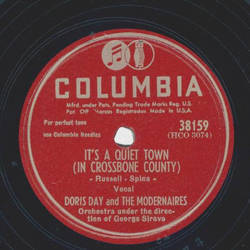 COLUMBIA
Mfrd. under Pats. Pending Trade Marks Reg. U.S.
Pat Off Marcas Registradas Made in U.S.A.
For perfect tone
use Columbia Needles
38159
(HCO 3074)
IT'S A QUIET TOWN
(IN CROSSBONE COUNTY)
- Russell - Spina -
Vocal
DORIS DAY and THE MODERNAIRES
Orchestra under the direc-
tion of George Siravo